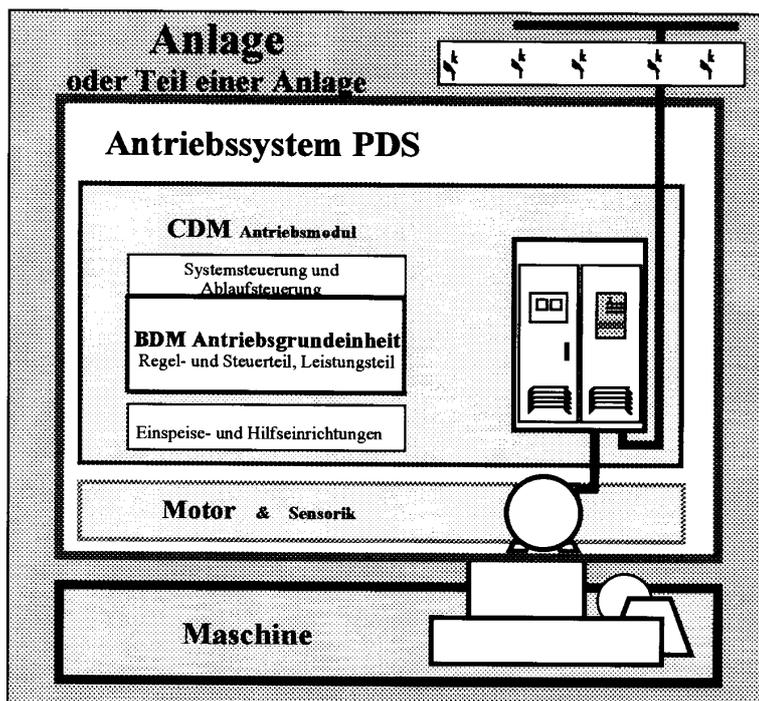 Anlage
oder Teil einer Anlage
Antriebssystem PDS
CDM Antriebsmodul
Systemsteuerung und
Ablaufsteuerung
BDM Antriebsgrundeinheit
Regel- und Steuerteil, Leistungsteil
Einspeise- und Hilfseinrichtungen
Motor & Sensorik
Maschine